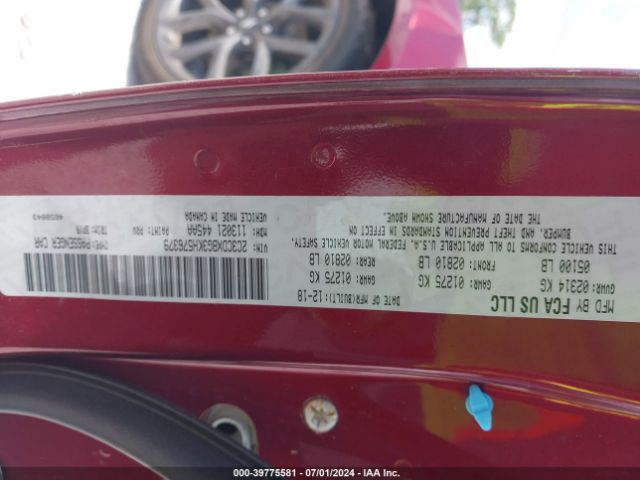 MFD BY FCA US LLC
DATE OF MFR(BUILT): 12-18
GVWR: 02314 KG
05100 LB
GAWR: 01275 KG
FRONT: 02810 LB
GAWR: 01275 KG
REAR: 02810 LB
THIS VEHICLE CONFORMS TO ALL APPLICABLE U.S.A. FEDERAL MOTOR VEHICLE SAFETY,
BUMPER, AND THEFT PREVENTION STANDARDS IN EFFECT ON
THE DATE OF MANUFACTURE SHOWN ABOVE.
VIN: 2C3CDXBG3KH576379
TYPE: PASSENGER CAR
MDH: 113021 445AA
PAINT: PRV
VEHICLE MADE IN CANADA
000-39775581 - 07/01/2024 - IAA Inc.